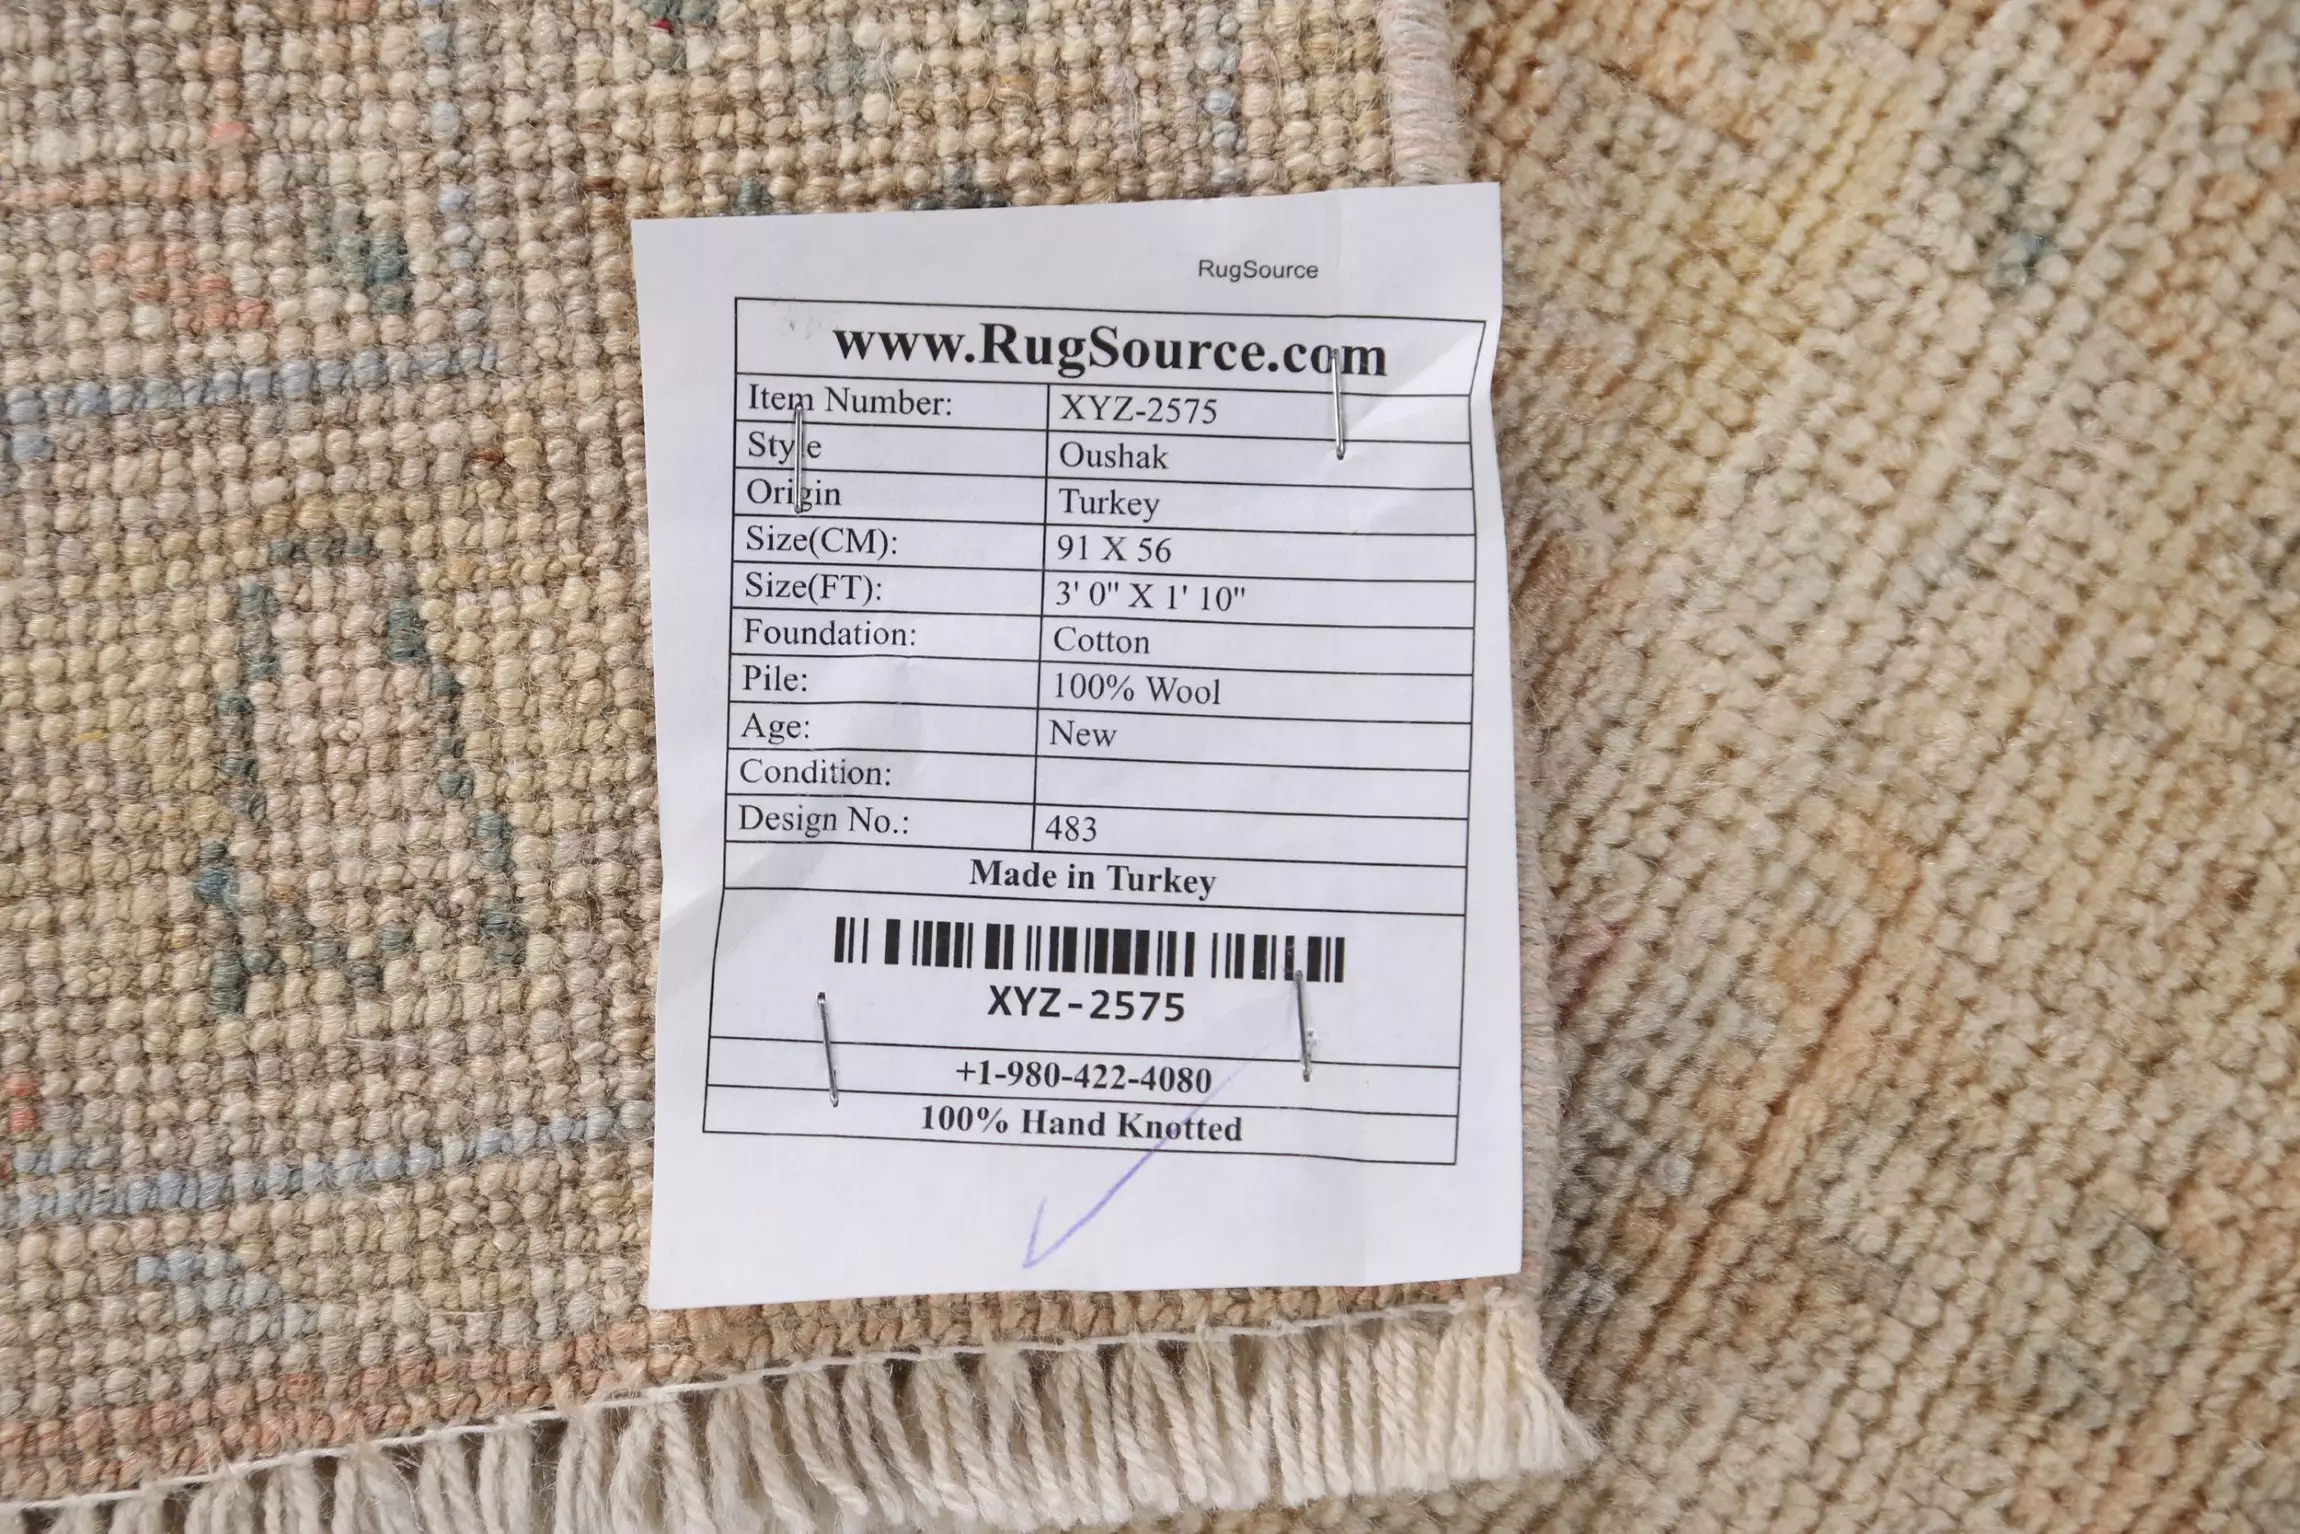 RugSource
www.RugSource.com
Item Number: XYZ-2575
Style Oushak
Origin Turkey
Size(CM): 91 X 56
Size(FT): 3' 0" X 1' 10"
Foundation: Cotton
Pile: 100% Wool
Age: New
Condition:
Design No.: 483
Made in Turkey
XYZ-2575
+1-980-422-4080
100% Hand Knotted